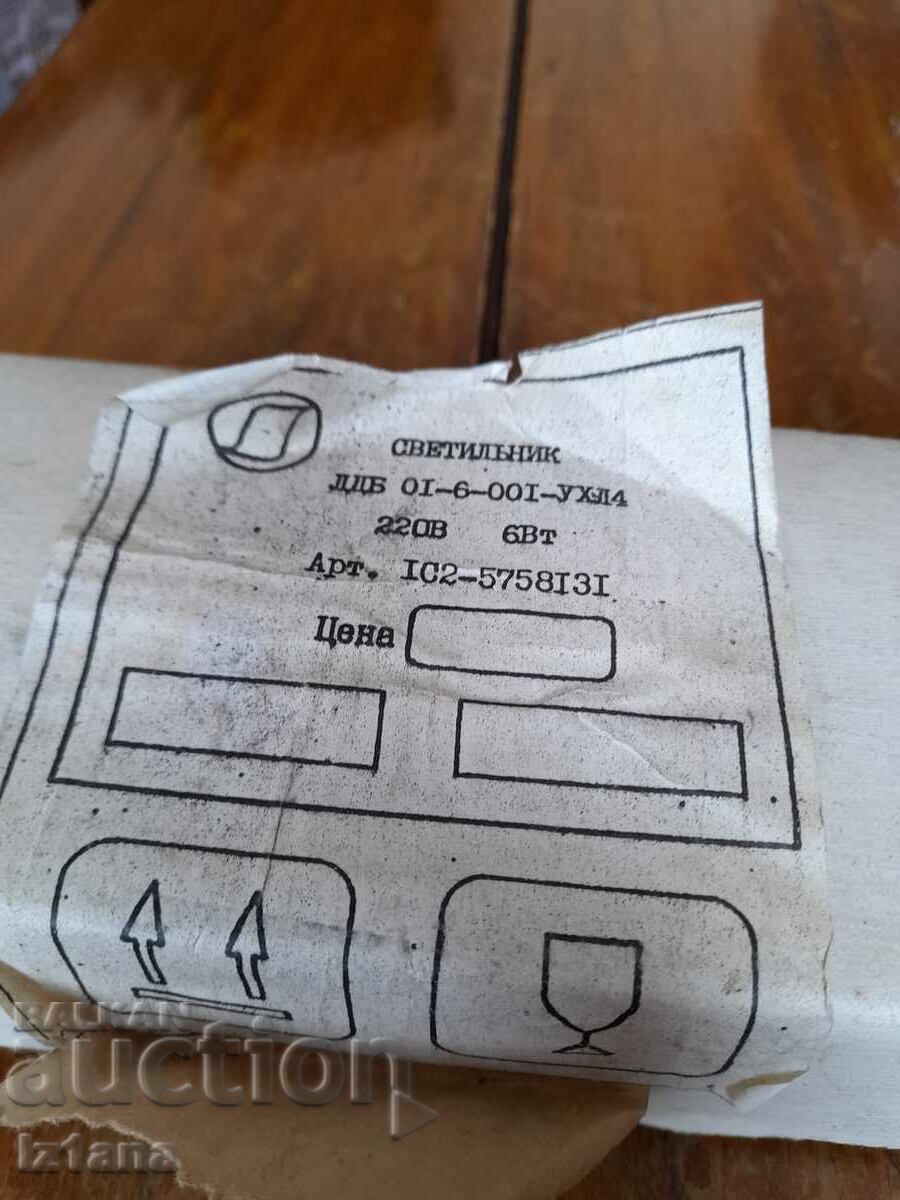 СВЕТИЛЬНИК
ЛДБ 01-6-001-УХЛ4
220В 6Вт
Арт. 1С2-5758131
Цена
BALKAN
auction
Iz1ana